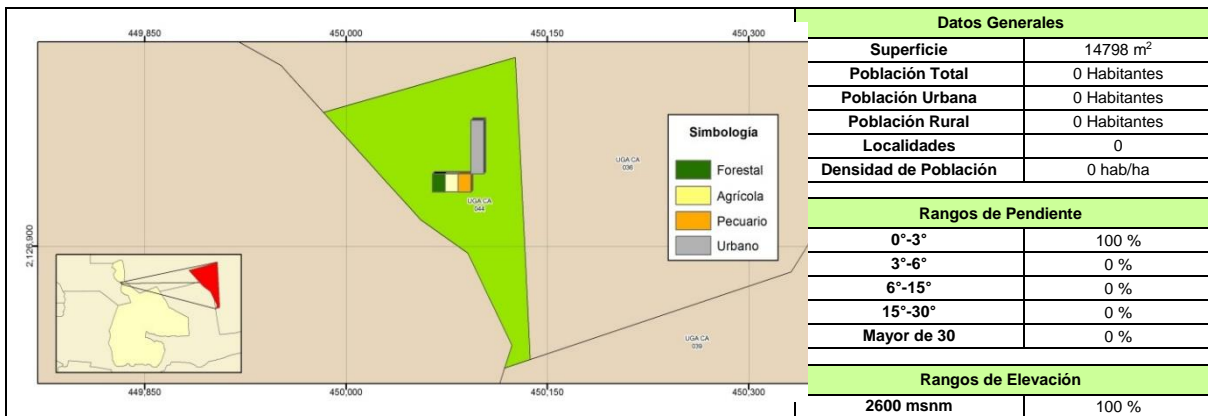 449,850 450,000 450,150 450,300
2,126,900
UGA CA
036
UGA CA
044
UGA CA
039
Simbología
Forestal
Agrícola
Pecuario
Urbano
449,850 450,000 450,150 450,300
Datos Generales
Superficie 14798 m²
Población Total 0 Habitantes
Población Urbana 0 Habitantes
Población Rural 0 Habitantes
Localidades 0
Densidad de Población 0 hab/ha
Rangos de Pendiente
0°-3° 100 %
3°-6° 0 %
6°-15° 0 %
15°-30° 0 %
Mayor de 30 0 %
Rangos de Elevación
2600 msnm 100 %